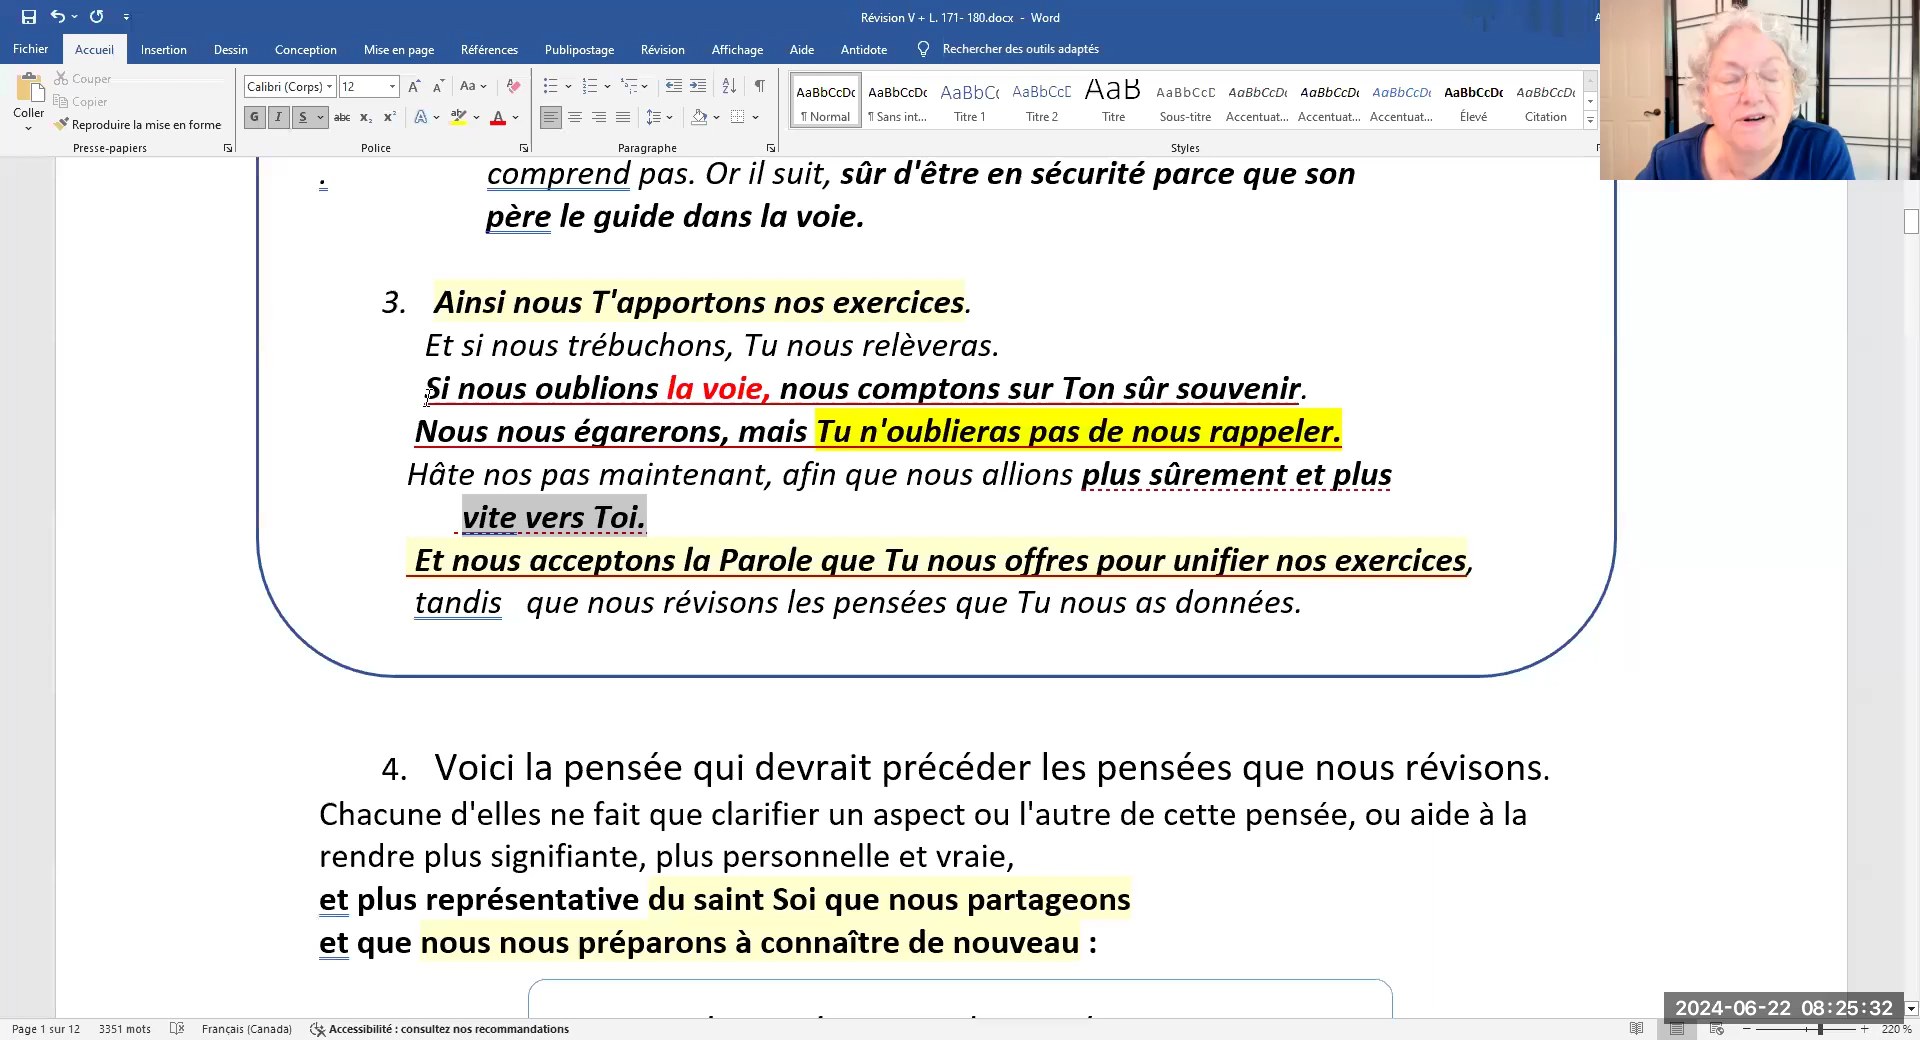 Révision V + L. 171- 180.docx - Word
Fichier Accueil Insertion Dessin Conception Mise en page Références Publipostage Révision Affichage Aide Antidote Rechercher des outils adaptés
Coller
Couper
Copier
Reproduire la mise en forme
Presse-papiers
Calibri (Corps) 12
Police
Paragraphe
AaBbCcDc AaBbCcDc AaBbCc AaBbCcD AaB AaBbCcD AaBbCcDc AaBbCcDc AaBbCcDc AaBbCcDc AaBbCcDc
¶ Normal ¶ Sans int... Titre 1 Titre 2 Titre Sous-titre Accentuat... Accentuat... Accentuat... Élevé Citation
Styles
. comprend pas. Or il suit, sûr d'être en sécurité parce que son
père le guide dans la voie.
3. Ainsi nous T'apportons nos exercices.
Et si nous trébuchons, Tu nous relèveras.
Si nous oublions la voie, nous comptons sur Ton sûr souvenir.
Nous nous égarerons, mais Tu n'oublieras pas de nous rappeler.
Hâte nos pas maintenant, afin que nous allions plus sûrement et plus
vite vers Toi.
Et nous acceptons la Parole que Tu nous offres pour unifier nos exercices,
tandis que nous révisons les pensées que Tu nous as données.
4. Voici la pensée qui devrait précéder les pensées que nous révisons.
Chacune d'elles ne fait que clarifier un aspect ou l'autre de cette pensée, ou aide à la
rendre plus signifiante, plus personnelle et vraie,
et plus représentative du saint Soi que nous partageons
et que nous nous préparons à connaître de nouveau :
2024-06-22 08:25:32
Page 1 sur 12 3351 mots Français (Canada) Accessibilité : consultez nos recommandations 220 %